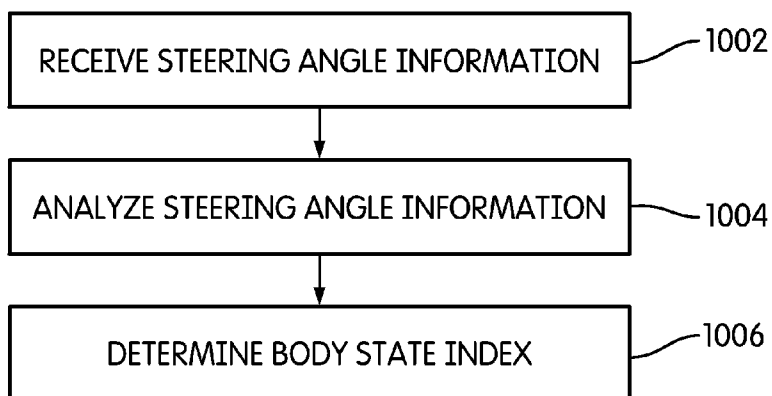 RECEIVE STEERING ANGLE INFORMATION
1002
ANALYZE STEERING ANGLE INFORMATION
1004
DETERMINE BODY STATE INDEX
1006